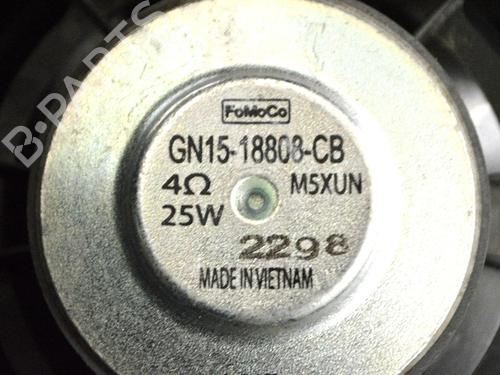 B-PARTS
FoMoCo
GN15-18808-CB
4Ω M5XUN
25W
2298
MADE IN VIETNAM